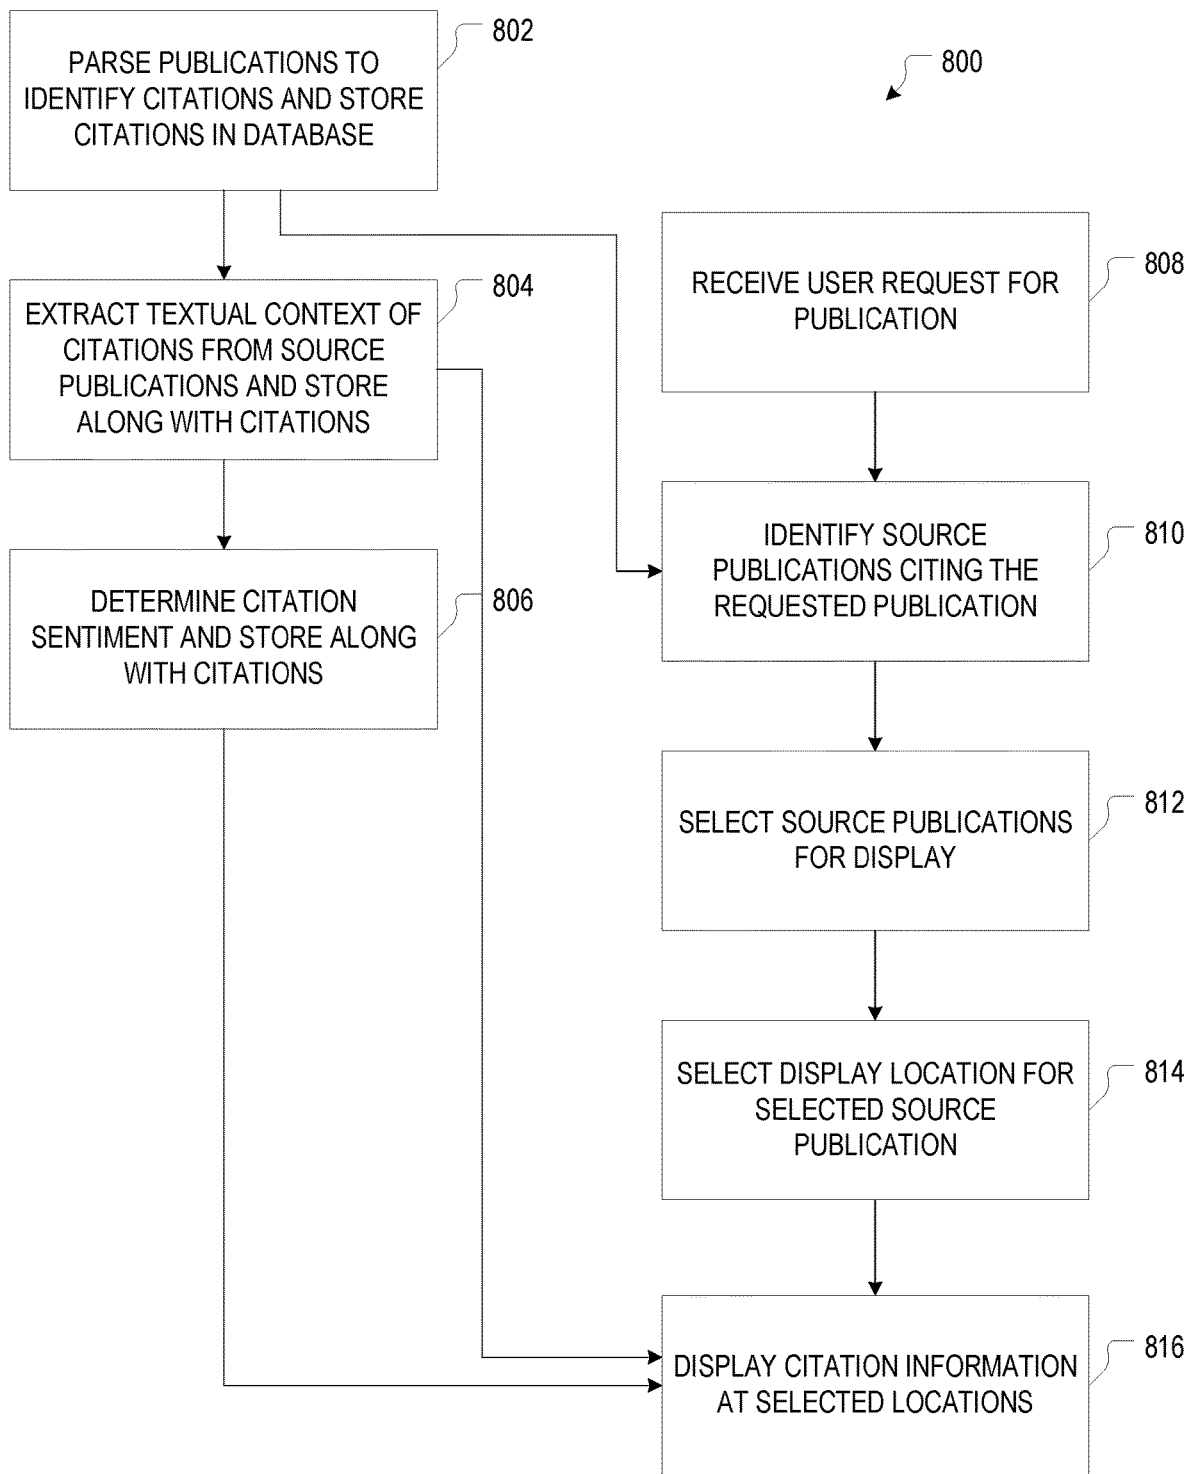 802
PARSE PUBLICATIONS TO
IDENTIFY CITATIONS AND STORE
CITATIONS IN DATABASE
800
804
EXTRACT TEXTUAL CONTEXT OF
CITATIONS FROM SOURCE
PUBLICATIONS AND STORE
ALONG WITH CITATIONS
806
DETERMINE CITATION
SENTIMENT AND STORE ALONG
WITH CITATIONS
808
RECEIVE USER REQUEST FOR
PUBLICATION
810
IDENTIFY SOURCE
PUBLICATIONS CITING THE
REQUESTED PUBLICATION
812
SELECT SOURCE PUBLICATIONS
FOR DISPLAY
814
SELECT DISPLAY LOCATION FOR
SELECTED SOURCE
PUBLICATION
816
DISPLAY CITATION INFORMATION
AT SELECTED LOCATIONS